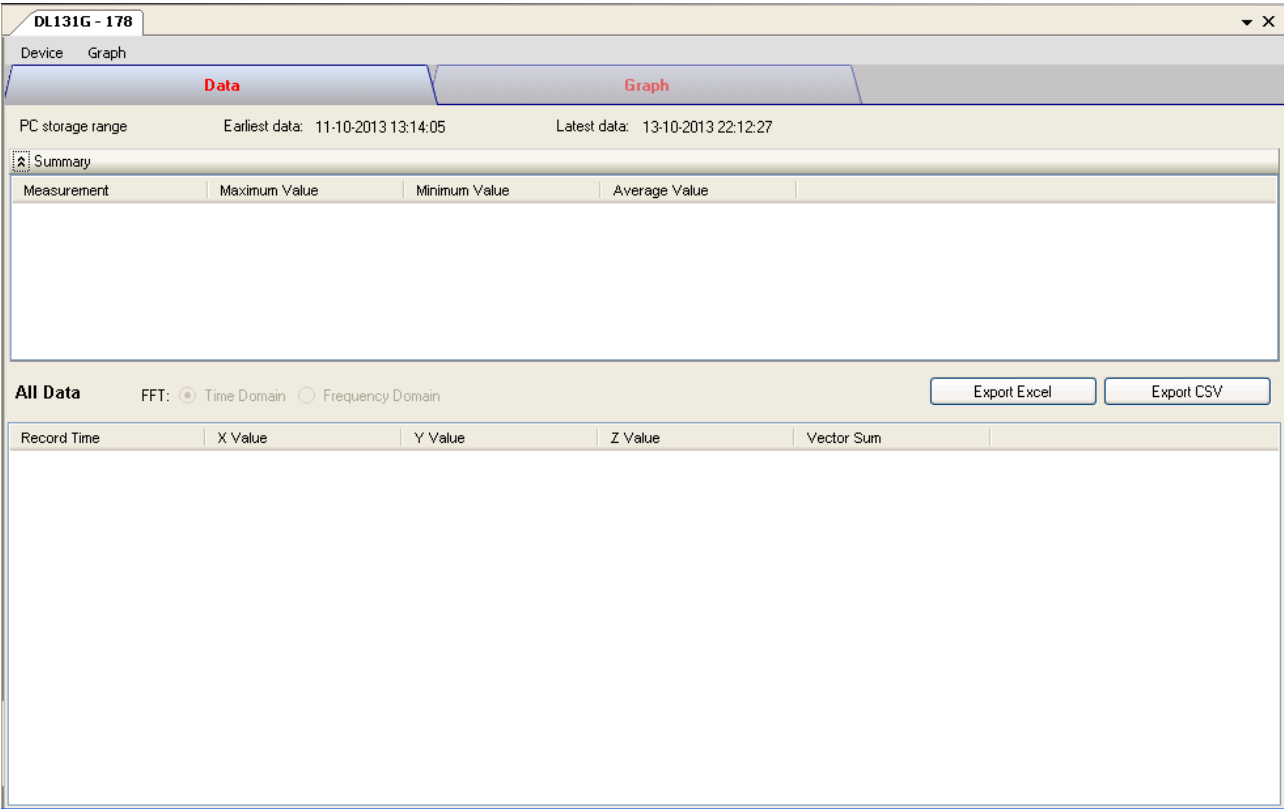 DL131G - 178
Device Graph
Data Graph
PC storage range Earliest data: 11-10-2013 13:14:05 Latest data: 13-10-2013 22:12:27
Summary
Measurement Maximum Value Minimum Value Average Value
All Data FFT: Time Domain Frequency Domain Export Excel Export CSV
Record Time X Value Y Value Z Value Vector Sum